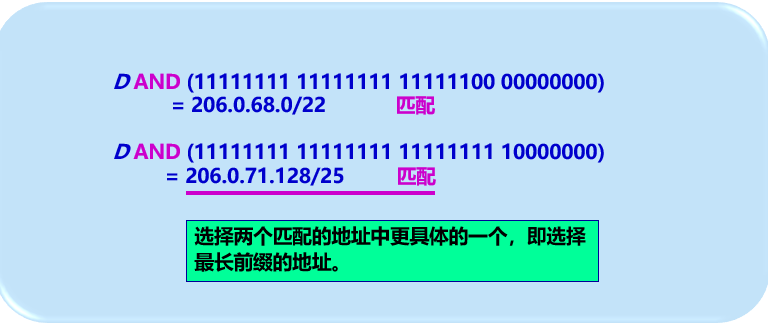 D AND (11111111 11111111 11111100 00000000)
= 206.0.68.0/22 匹配
D AND (11111111 11111111 11111111 10000000)
= 206.0.71.128/25 匹配
选择两个匹配的地址中更具体的一个，即选择
最长前缀的地址。